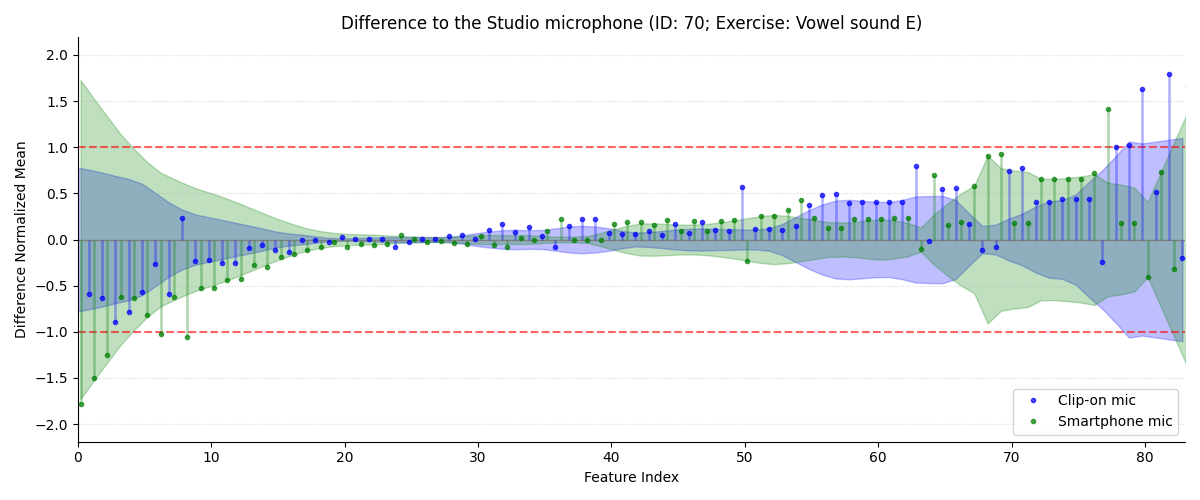 Difference to the Studio microphone (ID: 70; Exercise: Vowel sound E)
Difference Normalized Mean
2.0
1.5
1.0
0.5
0.0
−0.5
−1.0
−1.5
−2.0
0 10 20 30 40 50 60 70 80
Feature Index
Clip-on mic
Smartphone mic